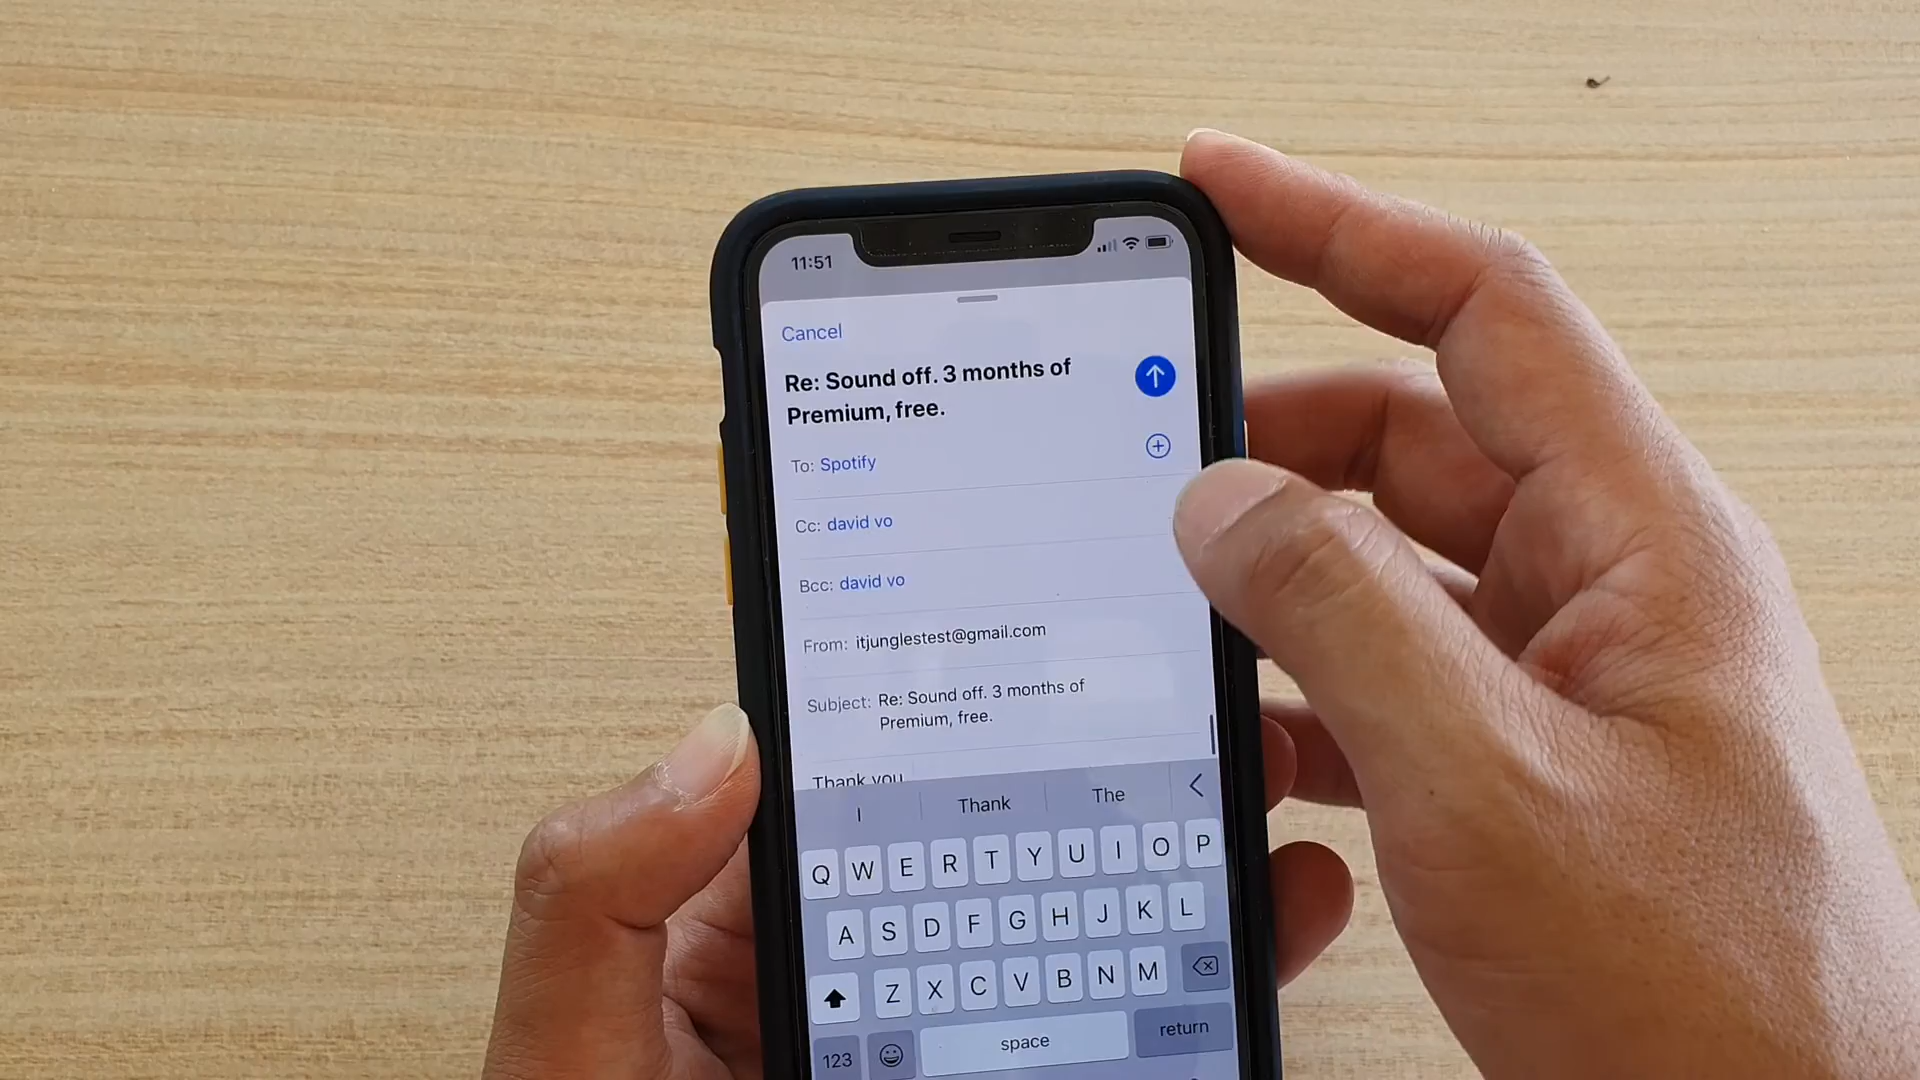 11:51
Cancel
Re: Sound off. 3 months of
Premium, free.
To: Spotify
Cc: david vo
Bcc: david vo
From: itjunglestest@gmail.com
Subject: Re: Sound off. 3 months of
Premium, free.
Thank you
I Thank The
Q W E R T Y U I O P
A S D F G H J K L
Z X C V B N M
123 space return